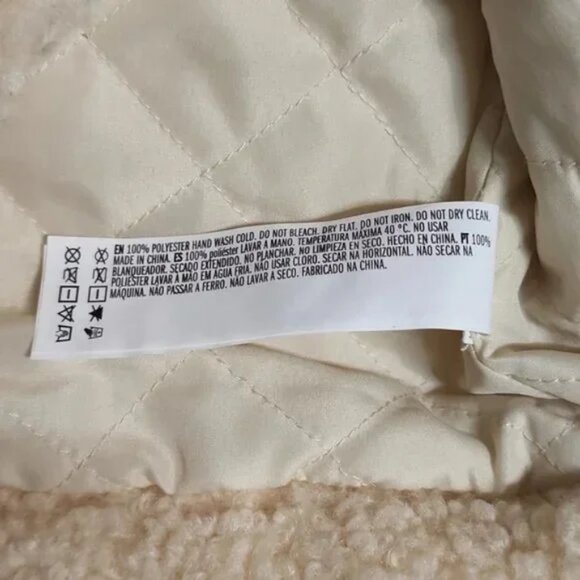 EN 100% POLYESTER HAND WASH COLD. DO NOT BLEACH. DRY FLAT. DO NOT IRON. DO NOT DRY CLEAN.
MADE IN CHINA. ES 100% poliéster LAVAR A MANO. TEMPERATURA MÁXIMA 40 °C. NO USAR
BLANQUEADOR. SECADO EXTENDIDO. NO PLANCHAR. NO LIMPIEZA EN SECO. HECHO EN CHINA. PT 100%
POLIÉSTER LAVAR À MÃO EM ÁGUA FRIA. NÃO USAR CLORO. SECAR NA HORIZONTAL. NÃO SECAR NA
MÁQUINA. NÃO PASSAR A FERRO. NÃO LAVAR A SECO. FABRICADO NA CHINA.